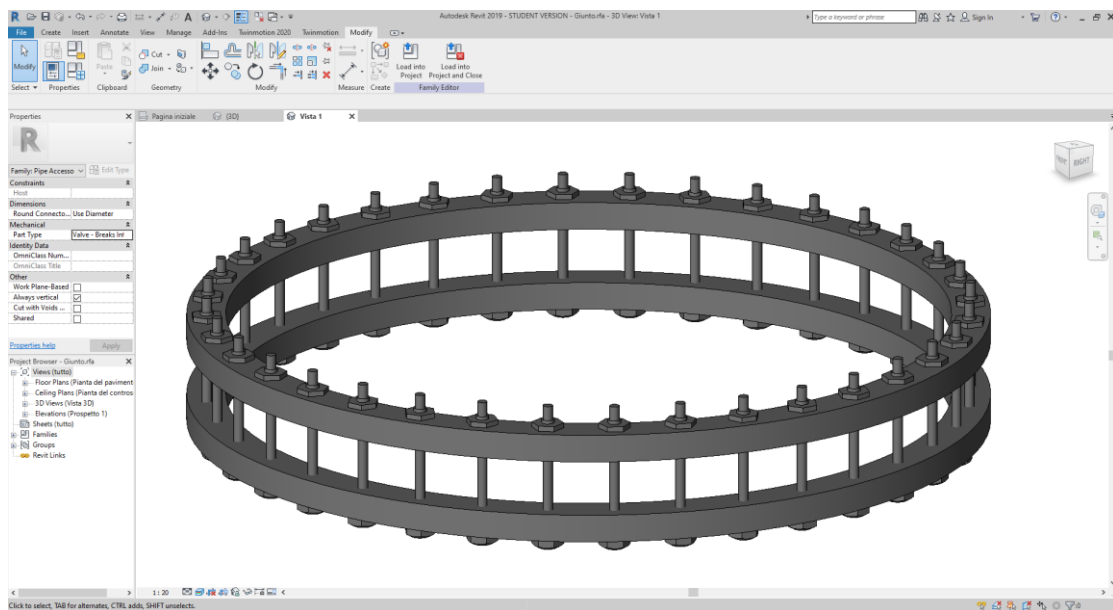 Autodesk Revit 2019 - STUDENT VERSION - Giunto.rfa - 3D View: Vista 1
Type a keyword or phrase
Sign In
File Create Insert Annotate View Manage Add-Ins Twinmotion 2020 Twinmotion Modify
Modify
Paste
Cut
Join
Load into Project
Load into Project and Close
Select Properties Clipboard Geometry Modify Measure Create Family Editor
Properties
Pagina iniziale
{3D}
Vista 1
R
Family: Pipe Accesso
Edit Type
Constraints
Host
Dimensions
Round Connecto... Use Diameter
Mechanical
Part Type Valve - Breaks Int
Identity Data
OmniClass Num...
OmniClass Title
Other
Work Plane-Based
Always vertical
Cut with Voids ...
Shared
Properties help
Apply
Project Browser - Giunto.rfa
Views (tutto)
Floor Plans (Pianta del paviment
Ceiling Plans (Pianta del contros
3D Views (Vista 3D)
Elevations (Prospetto 1)
Sheets (tutto)
Families
Groups
Revit Links
RIGHT
1 : 20
Click to select, TAB for alternates, CTRL adds, SHIFT unselects.
:0